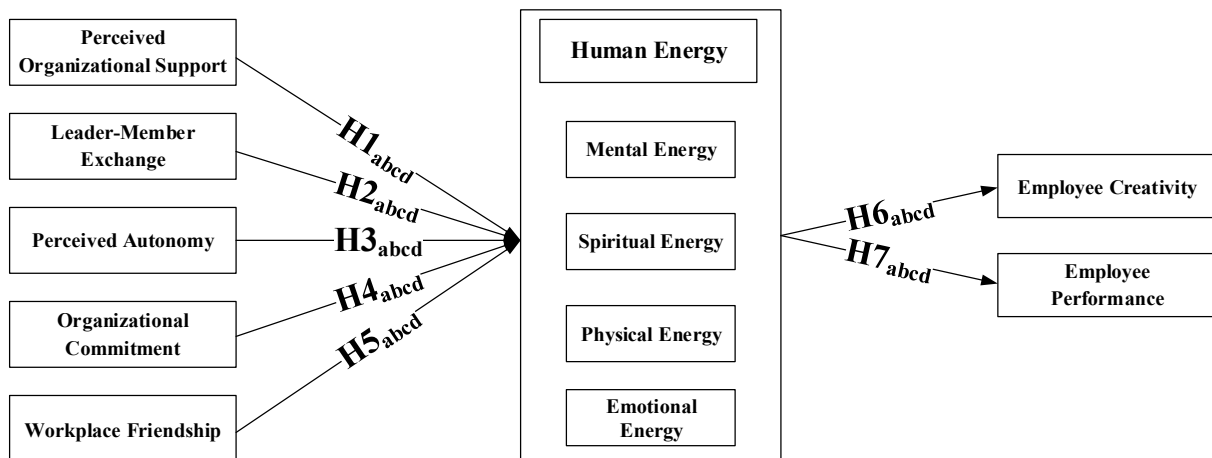 Perceived
Organizational Support
Leader-Member
Exchange
Perceived Autonomy
Organizational
Commitment
Workplace Friendship
H1abcd
H2abcd
H3abcd
H4abcd
H5abcd
Human Energy
Mental Energy
Spiritual Energy
Physical Energy
Emotional
Energy
H6abcd
H7abcd
Employee Creativity
Employee
Performance